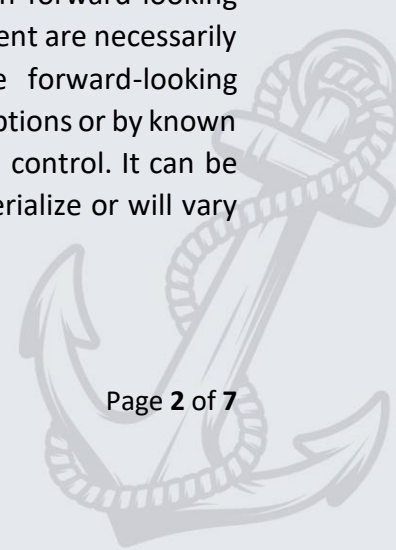 forward-looking
ent are necessarily
forward-looking
ptions or by known
control. It can be
erialize or will vary
Page 2 of 7